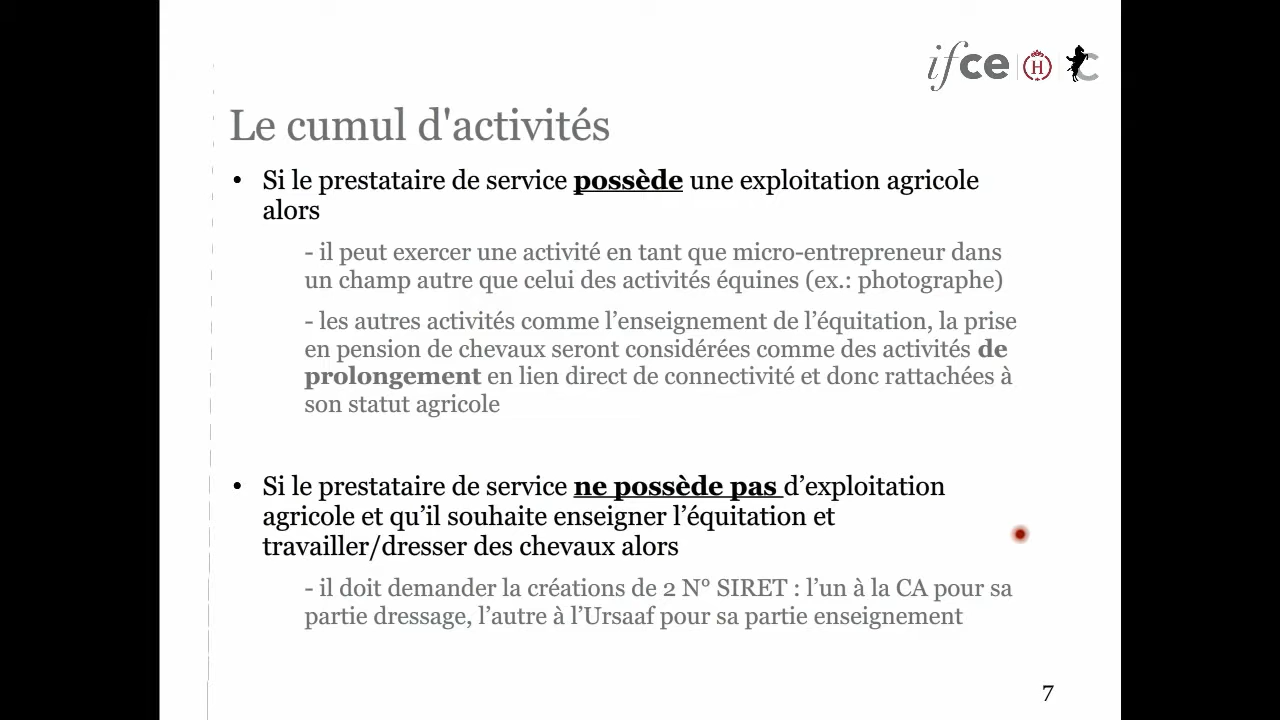 ifce H C
Le cumul d'activités
• Si le prestataire de service possède une exploitation agricole
alors
- il peut exercer une activité en tant que micro-entrepreneur dans
un champ autre que celui des activités équines (ex.: photographe)
- les autres activités comme l’enseignement de l’équitation, la prise
en pension de chevaux seront considérées comme des activités de
prolongement en lien direct de connectivité et donc rattachées à
son statut agricole
• Si le prestataire de service ne possède pas d’exploitation
agricole et qu’il souhaite enseigner l’équitation et
travailler/dresser des chevaux alors
- il doit demander la créations de 2 N° SIRET : l’un à la CA pour sa
partie dressage, l’autre à l’Ursaaf pour sa partie enseignement
7